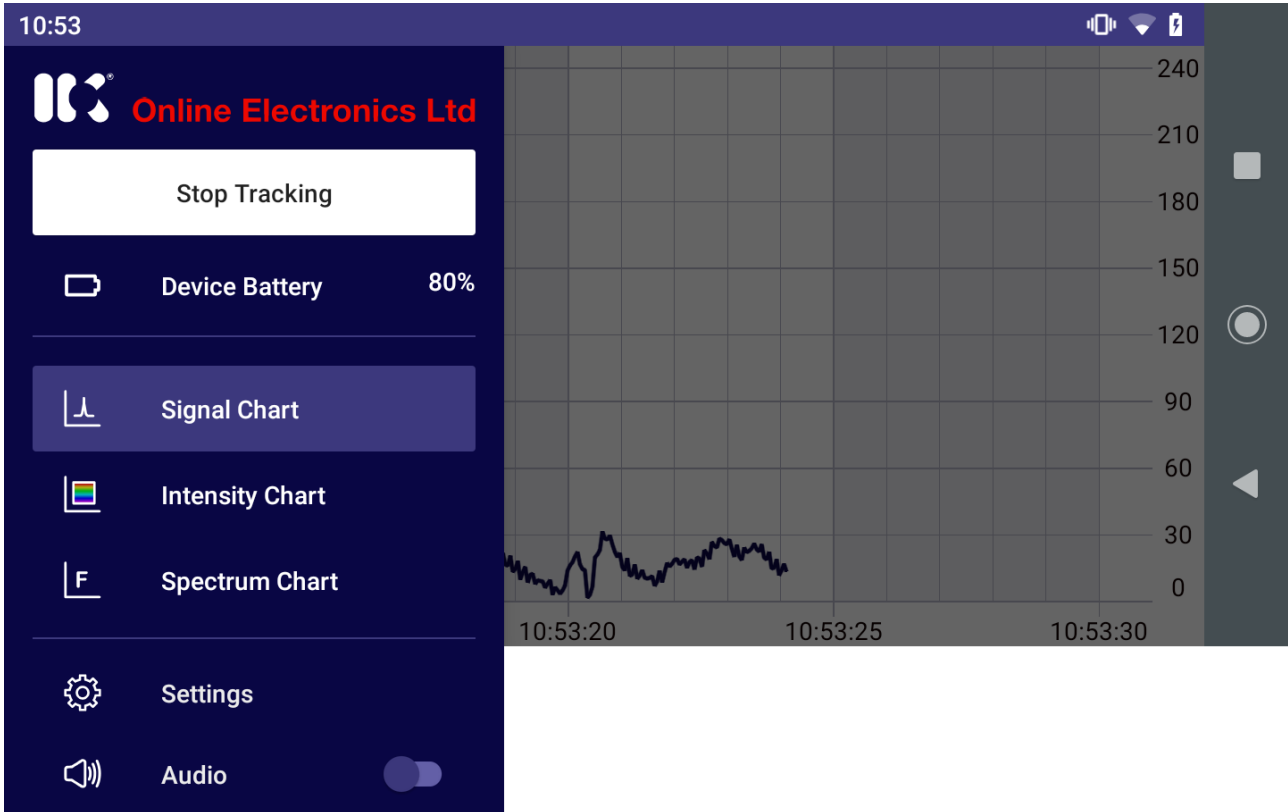 10:53
IK®
Online Electronics Ltd
Stop Tracking
Device Battery 80%
Signal Chart
Intensity Chart
F
Spectrum Chart
Settings
Audio
240
210
180
150
120
90
60
30
0
10:53:20 10:53:25 10:53:30